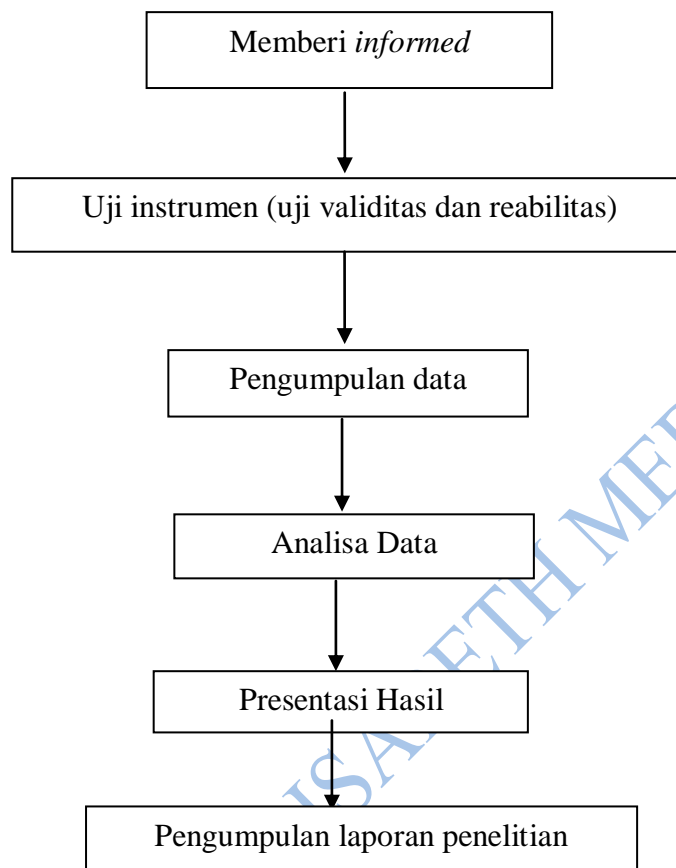 Memberi informed
Uji instrumen (uji validitas dan reabilitas)
Pengumpulan data
Analisa Data
Presentasi Hasil
Pengumpulan laporan penelitian